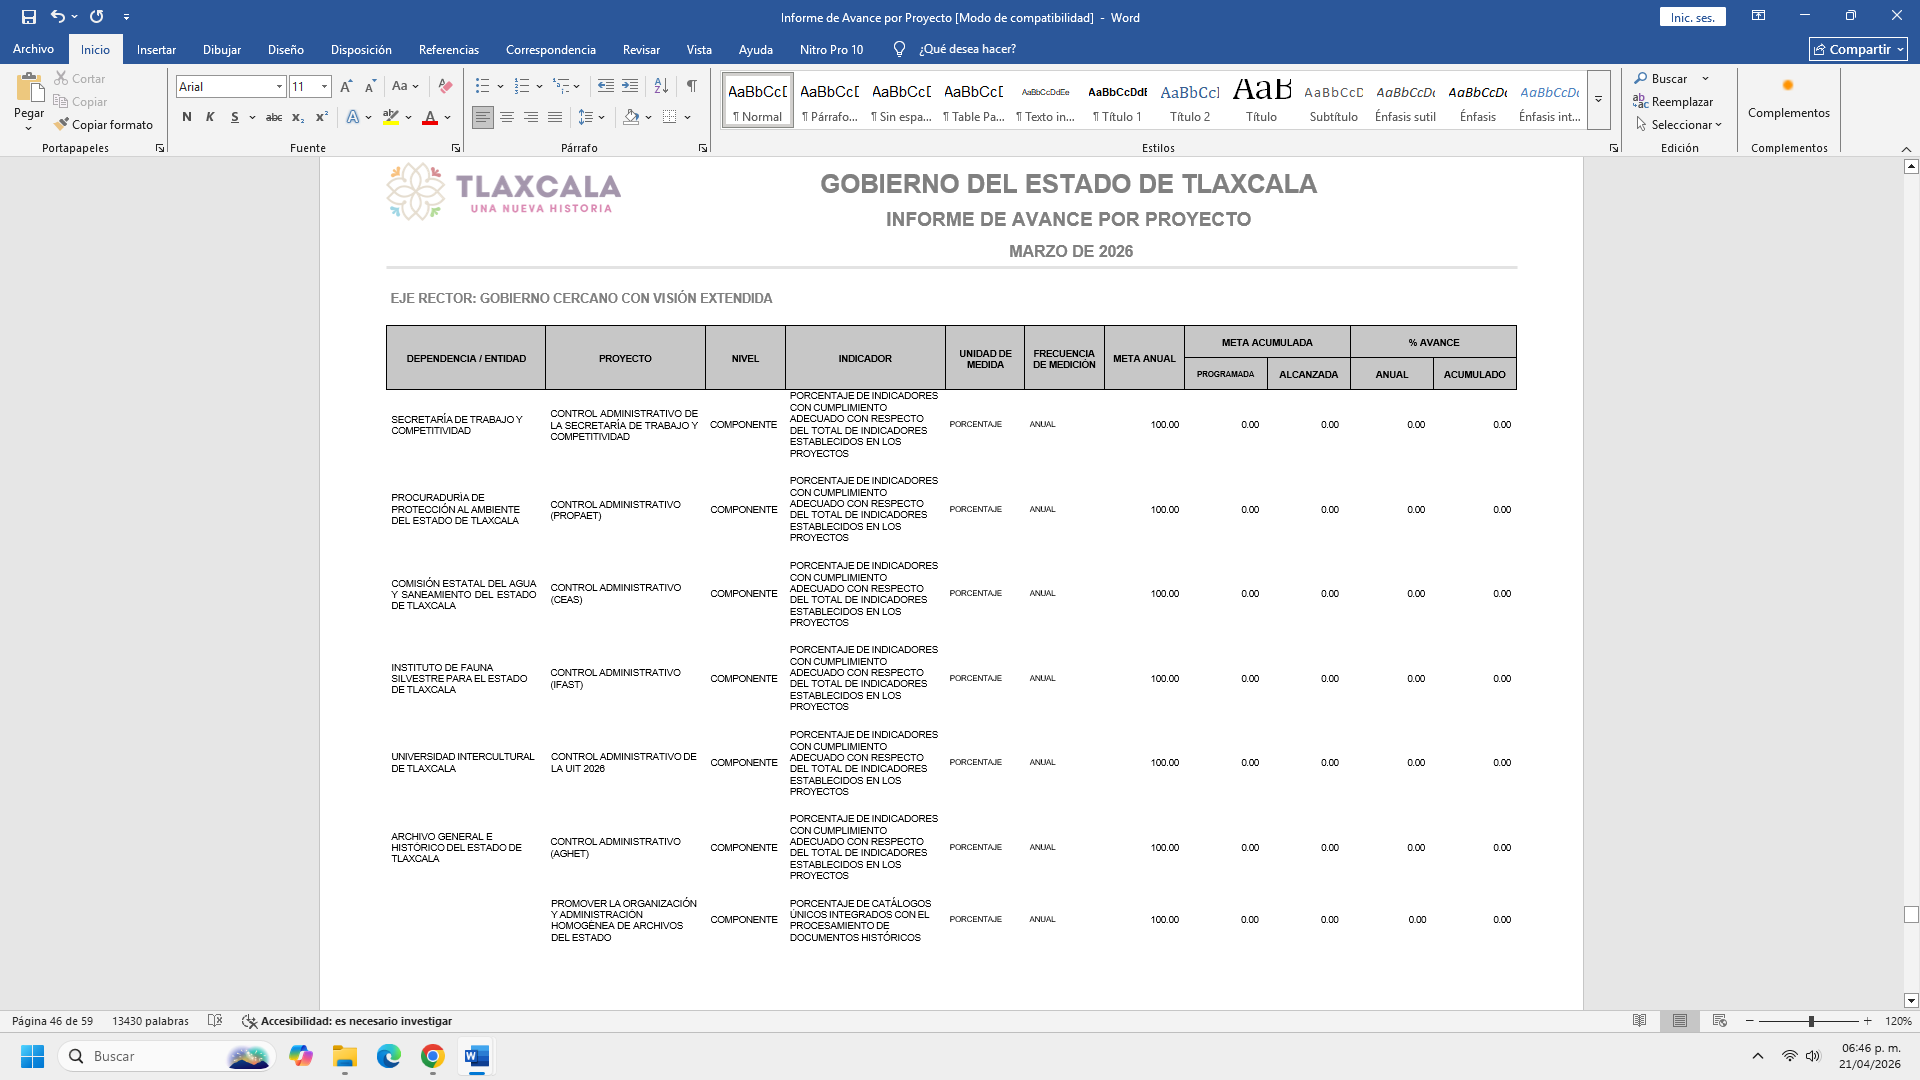 Informe de Avance por Proyecto [Modo de compatibilidad] - Word
Inic. ses.
Archivo Inicio Insertar Dibujar Diseño Disposición Referencias Correspondencia Revisar Vista Ayuda Nitro Pro 10 ¿Qué desea hacer?
Compartir
Pegar
Cortar
Copiar
Copiar formato
Portapapeles
Arial 11
Fuente
Párrafo
AaBbCcI AaBbCcI AaBbCcI AaBbCcI AaBbCcDdEe AaBbCcDdE AaBbCcI AaB AaBbCcD AaBbCcDc AaBbCcDc AaBbCcDc
¶ Normal ¶ Párrafo... ¶ Sin espa... ¶ Table Pa... ¶ Texto in... ¶ Título 1 Título 2 Título Subtítulo Énfasis sutil Énfasis Énfasis int...
Estilos
Buscar
Reemplazar
Seleccionar
Edición
Complementos
Complementos
TLAXCALA
UNA NUEVA HISTORIA
GOBIERNO DEL ESTADO DE TLAXCALA
INFORME DE AVANCE POR PROYECTO
MARZO DE 2026
EJE RECTOR: GOBIERNO CERCANO CON VISIÓN EXTENDIDA
DEPENDENCIA / ENTIDAD
PROYECTO
NIVEL
INDICADOR
UNIDAD DE
MEDIDA
FRECUENCIA
DE MEDICIÓN
META ANUAL
META ACUMULADA
PROGRAMADA ALCANZADA
% AVANCE
ANUAL ACUMULADO
SECRETARÍA DE TRABAJO Y
COMPETITIVIDAD
CONTROL ADMINISTRATIVO DE
LA SECRETARÍA DE TRABAJO Y
COMPETITIVIDAD
COMPONENTE
PORCENTAJE DE INDICADORES
CON CUMPLIMIENTO
ADECUADO CON RESPECTO
DEL TOTAL DE INDICADORES
ESTABLECIDOS EN LOS
PROYECTOS
PORCENTAJE ANUAL 100.00 0.00 0.00 0.00 0.00
PROCURADURÍA DE
PROTECCIÓN AL AMBIENTE
DEL ESTADO DE TLAXCALA
CONTROL ADMINISTRATIVO
(PROPAET)
COMPONENTE
PORCENTAJE DE INDICADORES
CON CUMPLIMIENTO
ADECUADO CON RESPECTO
DEL TOTAL DE INDICADORES
ESTABLECIDOS EN LOS
PROYECTOS
PORCENTAJE ANUAL 100.00 0.00 0.00 0.00 0.00
COMISIÓN ESTATAL DEL AGUA
Y SANEAMIENTO DEL ESTADO
DE TLAXCALA
CONTROL ADMINISTRATIVO
(CEAS)
COMPONENTE
PORCENTAJE DE INDICADORES
CON CUMPLIMIENTO
ADECUADO CON RESPECTO
DEL TOTAL DE INDICADORES
ESTABLECIDOS EN LOS
PROYECTOS
PORCENTAJE ANUAL 100.00 0.00 0.00 0.00 0.00
INSTITUTO DE FAUNA
SILVESTRE PARA EL ESTADO
DE TLAXCALA
CONTROL ADMINISTRATIVO
(IFAST)
COMPONENTE
PORCENTAJE DE INDICADORES
CON CUMPLIMIENTO
ADECUADO CON RESPECTO
DEL TOTAL DE INDICADORES
ESTABLECIDOS EN LOS
PROYECTOS
PORCENTAJE ANUAL 100.00 0.00 0.00 0.00 0.00
UNIVERSIDAD INTERCULTURAL
DE TLAXCALA
CONTROL ADMINISTRATIVO DE
LA UIT 2026
COMPONENTE
PORCENTAJE DE INDICADORES
CON CUMPLIMIENTO
ADECUADO CON RESPECTO
DEL TOTAL DE INDICADORES
ESTABLECIDOS EN LOS
PROYECTOS
PORCENTAJE ANUAL 100.00 0.00 0.00 0.00 0.00
ARCHIVO GENERAL E
HISTÓRICO DEL ESTADO DE
TLAXCALA
CONTROL ADMINISTRATIVO
(AGHET)
COMPONENTE
PORCENTAJE DE INDICADORES
CON CUMPLIMIENTO
ADECUADO CON RESPECTO
DEL TOTAL DE INDICADORES
ESTABLECIDOS EN LOS
PROYECTOS
PORCENTAJE ANUAL 100.00 0.00 0.00 0.00 0.00
PROMOVER LA ORGANIZACIÓN
Y ADMINISTRACIÓN
HOMOGÉNEA DE ARCHIVOS
DEL ESTADO
COMPONENTE
PORCENTAJE DE CATÁLOGOS
ÚNICOS INTEGRADOS CON EL
PROCESAMIENTO DE
DOCUMENTOS HISTÓRICOS
PORCENTAJE ANUAL 100.00 0.00 0.00 0.00 0.00
Página 46 de 59 13430 palabras Accesibilidad: es necesario investigar
120%
Buscar
06:46 p. m.
21/04/2026